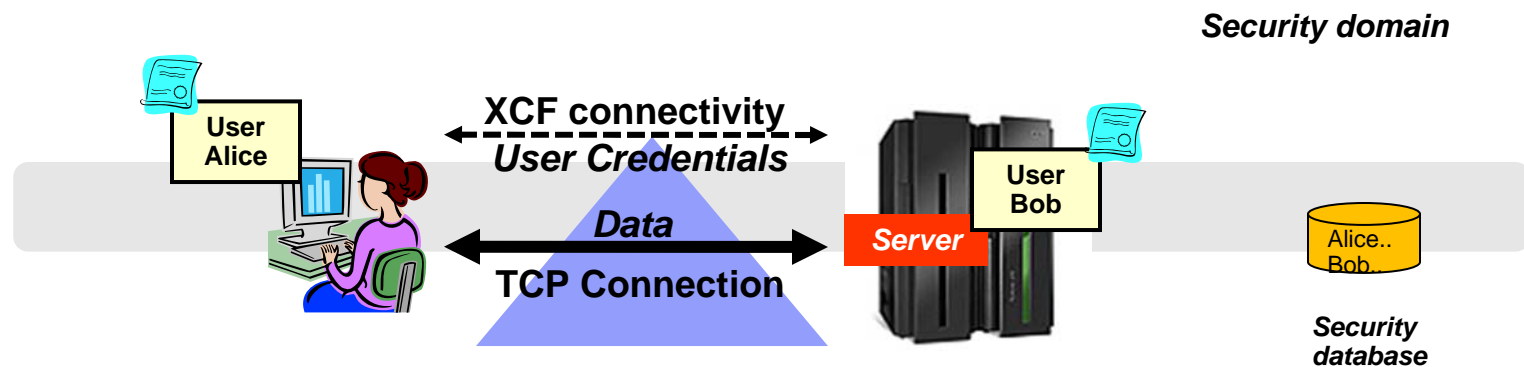 Security domain
User
Alice
XCF connectivity
User Credentials
Data
TCP Connection
Server
User
Bob
Alice..
Bob..
Security
database